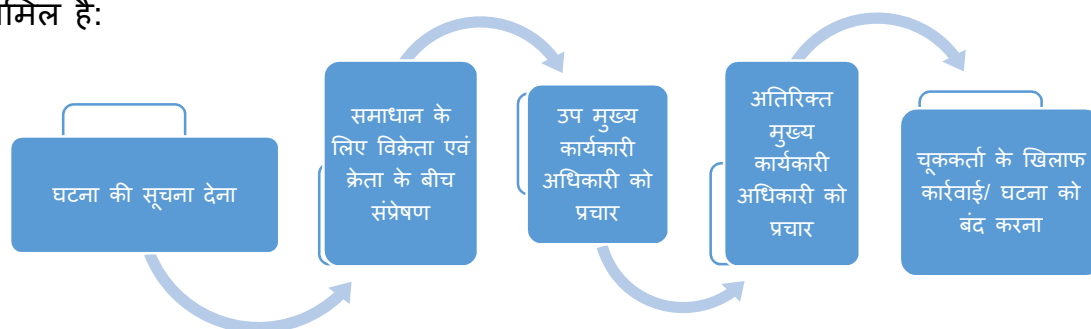 है:
घटना की सूचना देना
समाधान के
लिए विक्रेता एवं
क्रेता के बीच
संप्रेषण
उप मुख्य
कार्यकारी
अधिकारी को
प्रचार
अतिरिक्त
मुख्य
कार्यकारी
अधिकारी को
प्रचार
चूककर्ता के खिलाफ
कार्रवाई/ घटना को
बंद करना